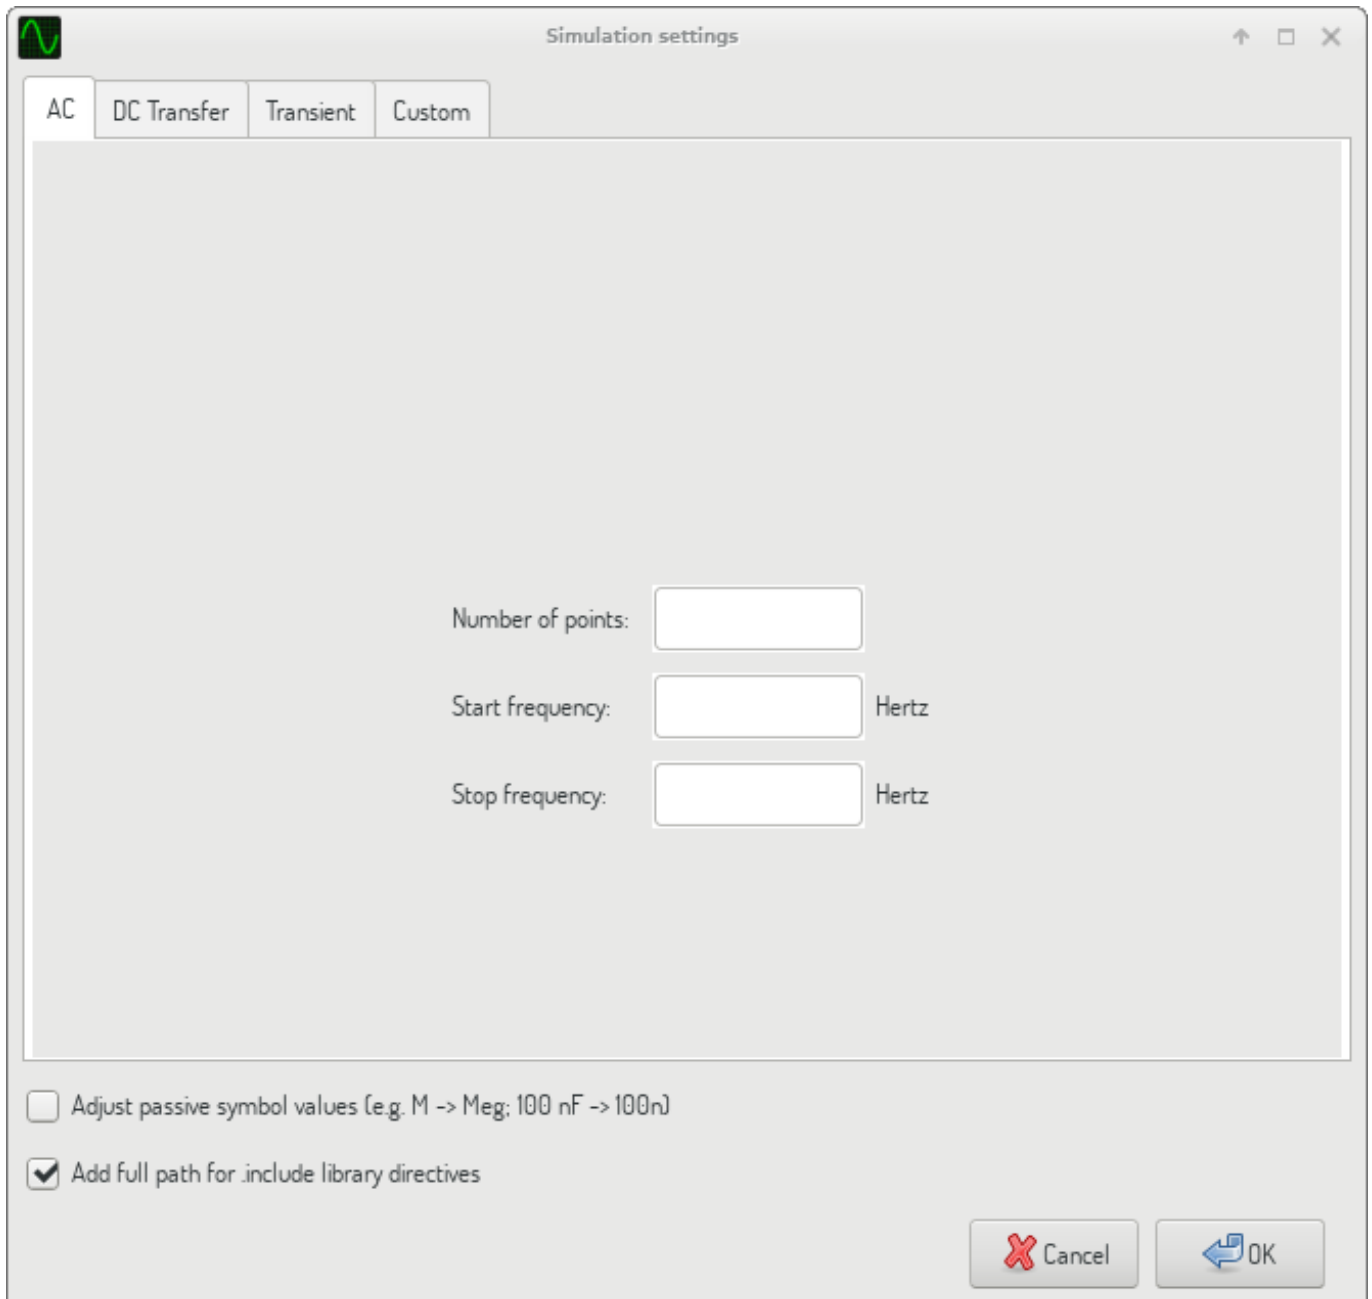 Simulation settings
AC
DC Transfer
Transient
Custom
Number of points:
Start frequency:
Hertz
Stop frequency:
Hertz
Adjust passive symbol values (e.g. M -> Meg; 100 nF -> 100n)
Add full path for .include library directives
Cancel
OK